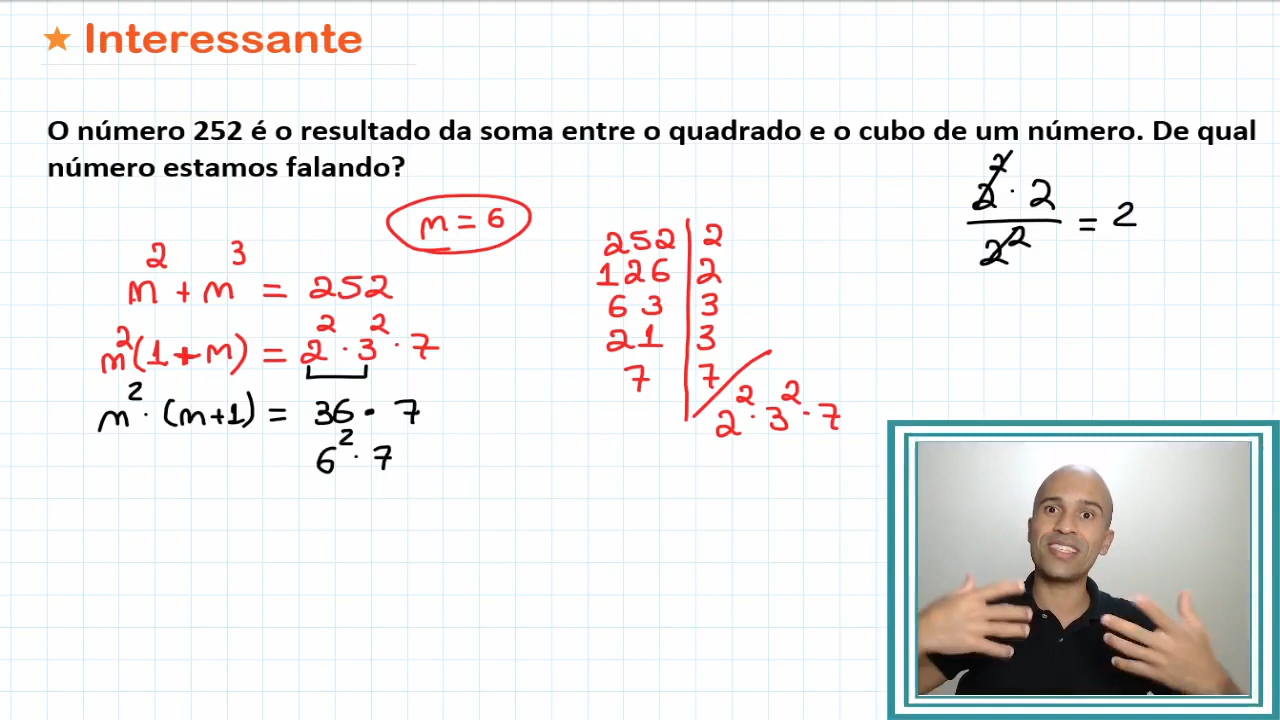 Interessante
O número 252 é o resultado da soma entre o quadrado e o cubo de um número. De qual
número estamos falando?
m = 6
m² + m³ = 252
m²(1+m) = 2² · 3² · 7
m² · (m+1) = 36 · 7
6² · 7
252 | 2
126 | 2
63 | 3
21 | 3
7 | 7
2² · 3² · 7
2² · 2
2² = 2